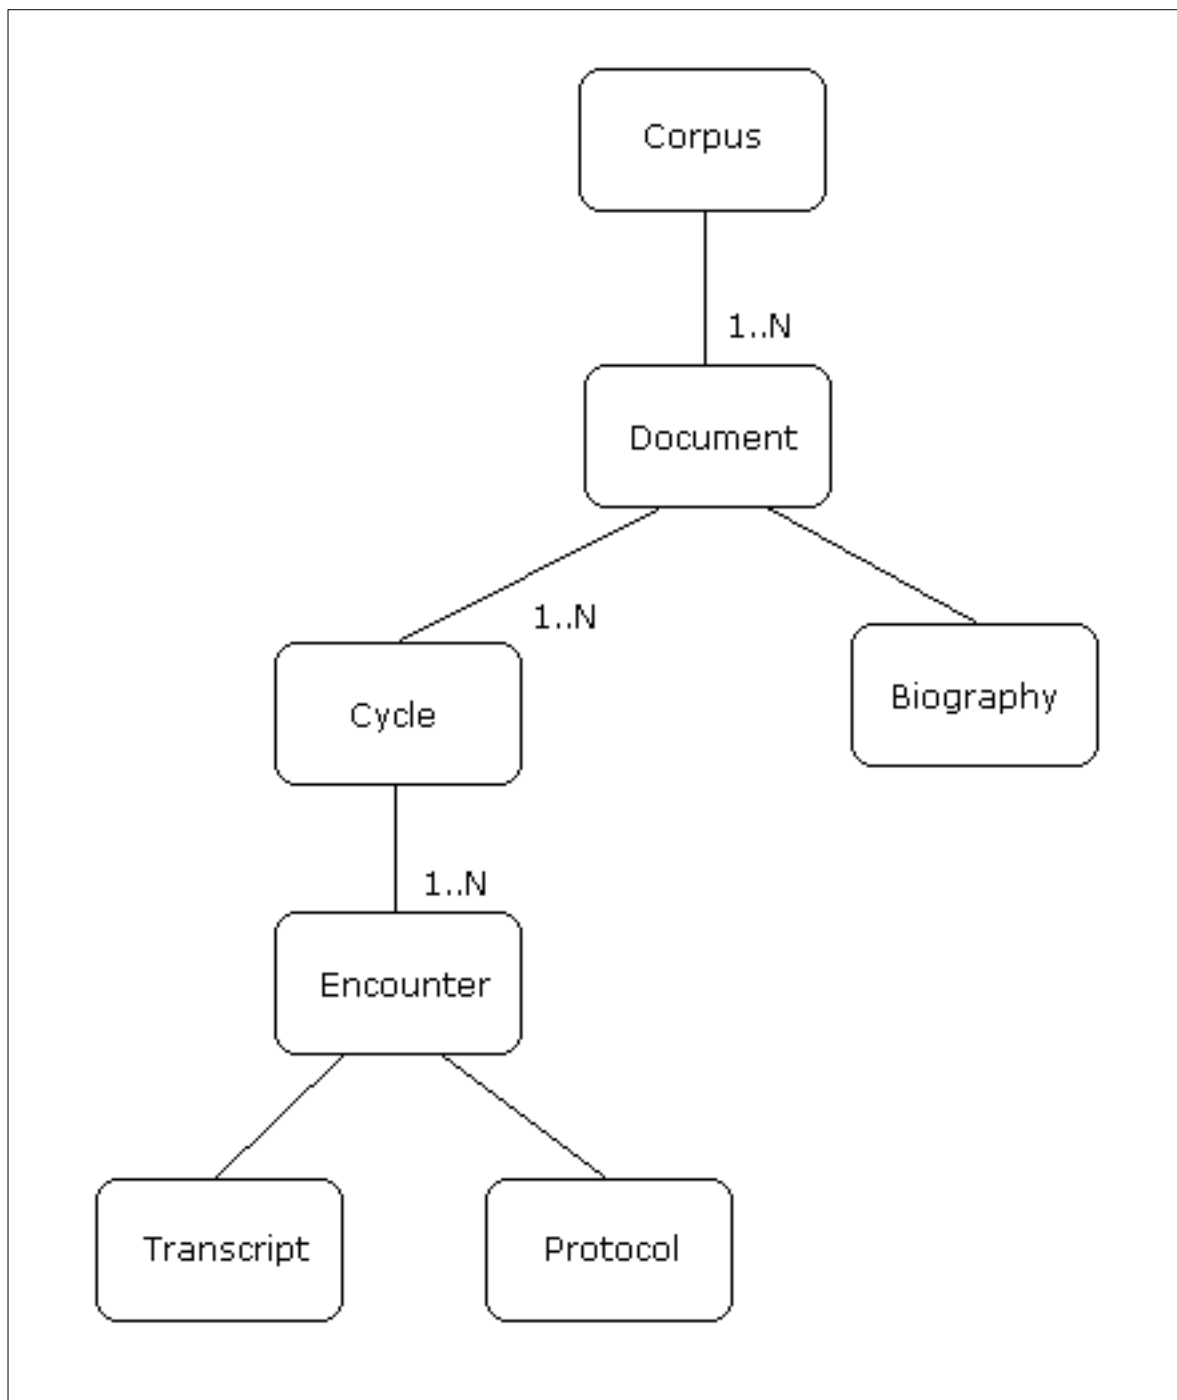 Corpus
1..N
Document
1..N
Cycle
Biography
1..N
Encounter
Transcript
Protocol